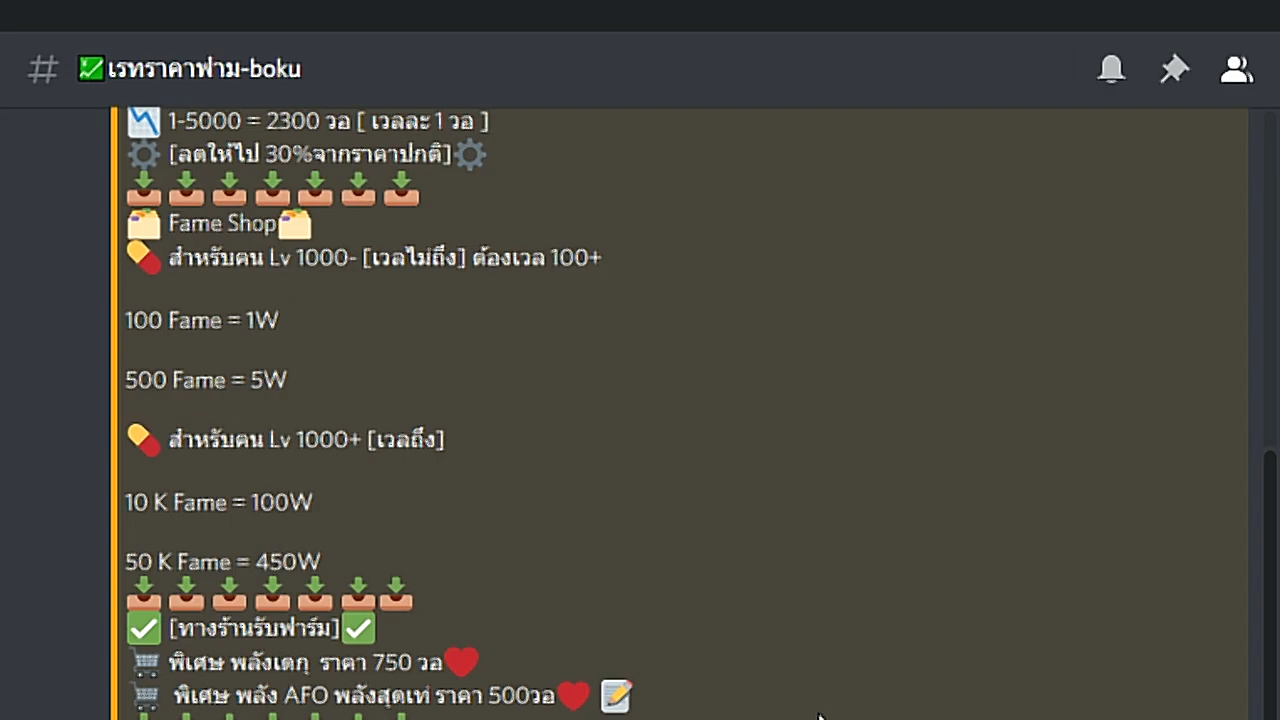 เรทราคาฟาม-boku
1-5000 = 2300 วอ [ เวลละ 1 วอ ]
[ลดให้ไป 30%จากราคาปกติ]
Fame Shop
สำหรับคน Lv 1000- [เวลไม่ถึง] ต้องเวล 100+
100 Fame = 1W
500 Fame = 5W
สำหรับคน Lv 1000+ [เวลถึง]
10 K Fame = 100W
50 K Fame = 450W
[ทางร้านรับฟาร์ม]
พิเศษ พลังเดกุ ราคา 750 วอ
พิเศษ พลัง AFO พลังสุดเท่ ราคา 500วอ